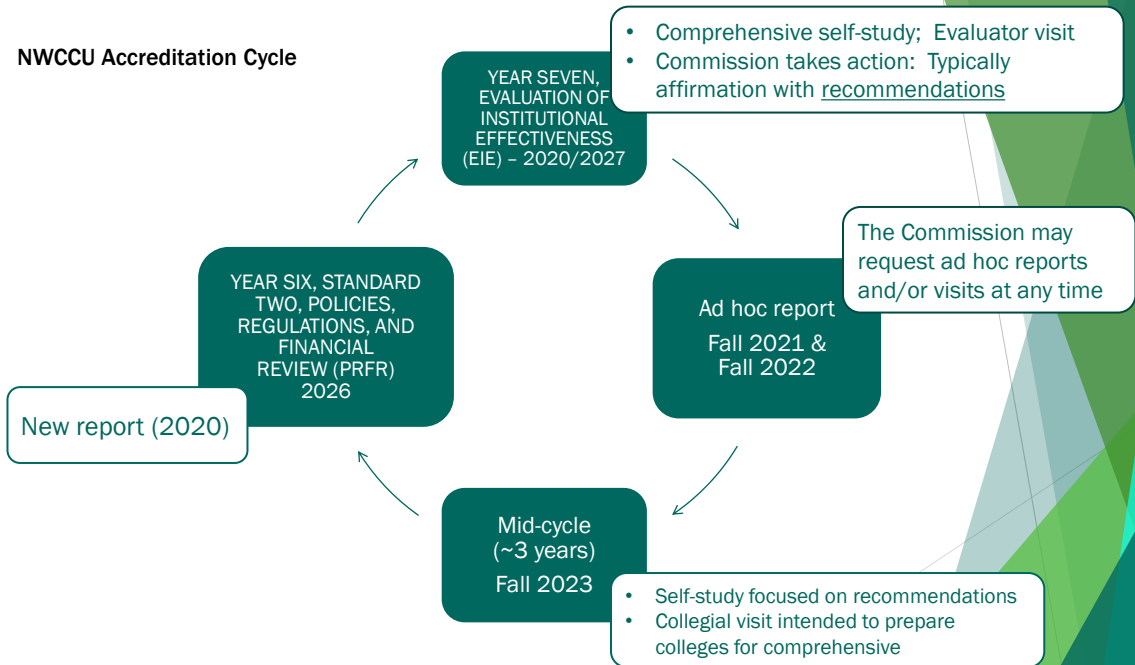 NWCCU Accreditation Cycle
YEAR SEVEN,
EVALUATION OF
INSTITUTIONAL
EFFECTIVENESS
(EIE) – 2020/2027
• Comprehensive self-study; Evaluator visit
• Commission takes action: Typically
affirmation with recommendations
The Commission may
request ad hoc reports
and/or visits at any time
Ad hoc report
Fall 2021 &
Fall 2022
YEAR SIX, STANDARD
TWO, POLICIES,
REGULATIONS, AND
FINANCIAL
REVIEW (PRFR)
2026
New report (2020)
Mid-cycle
(~3 years)
Fall 2023
• Self-study focused on recommendations
• Collegial visit intended to prepare
colleges for comprehensive